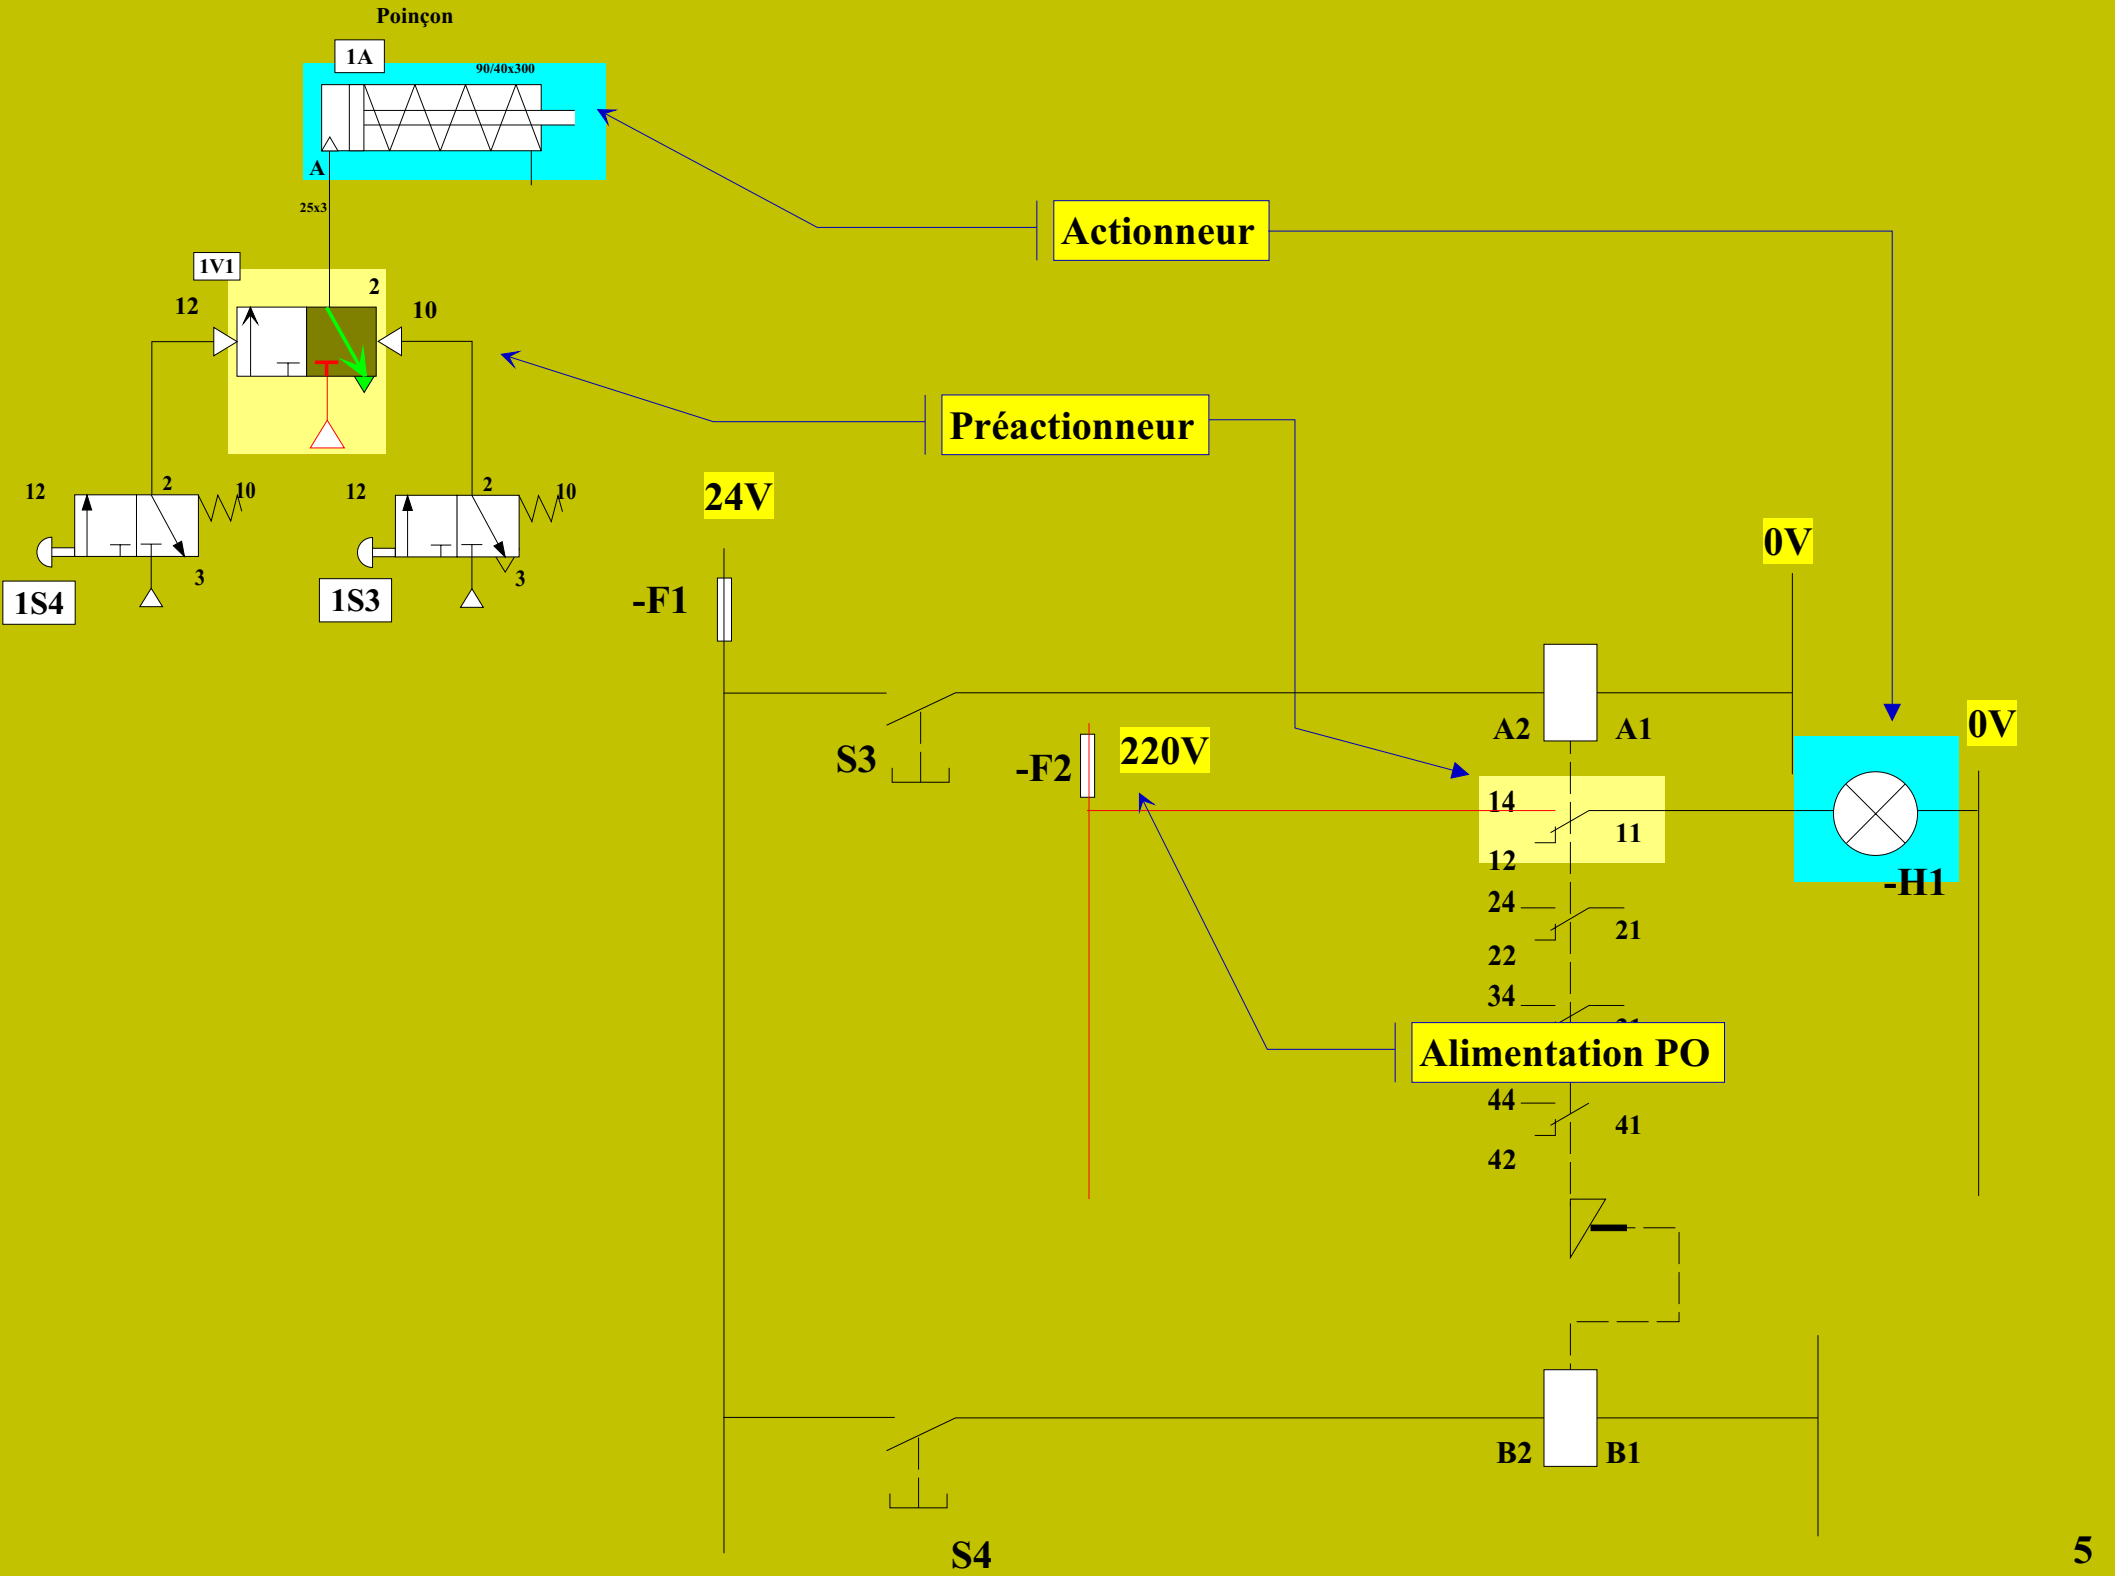 Poinçon
1A
90/40x300
A
25x3
1V1
2
12
10
Actionneur
Préactionneur
12
2
10
12
2
10
3
3
1S4
1S3
24V
0V
-F1
A2
A1
S3
-F2
220V
0V
14
11
12
-H1
24
21
22
34
Alimentation PO
44
41
42
B2
B1
S4
5